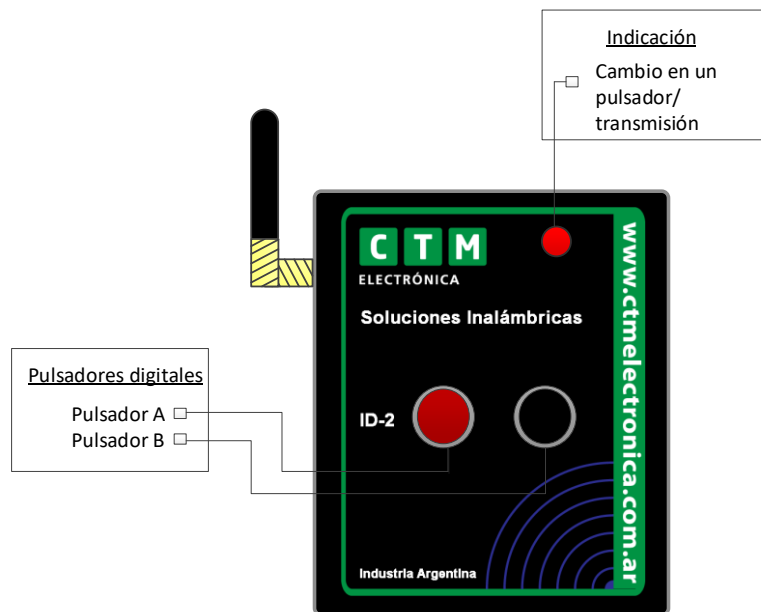 Indicación
Cambio en un
pulsador/
transmisión
C T M
ELECTRÓNICA
www.ctmelectronica.com.ar
Soluciones Inalámbricas
Pulsadores digitales
Pulsador A
Pulsador B
ID-2
Industria Argentina